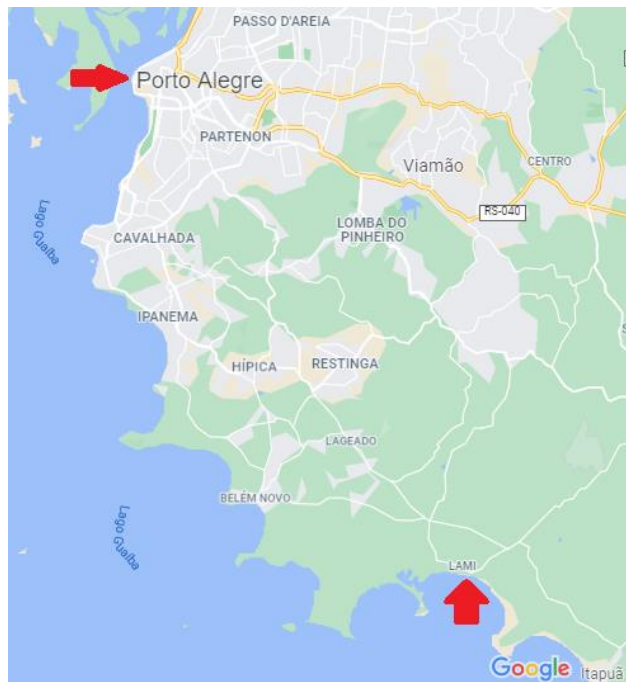 PASSO D'AREIA
Porto Alegre
PARTENON
Viamão
CENTRO
RS-040
Lago Guaíba
LOMBA DO
PINHEIRO
CAVALHADA
IPANEMA
HÍPICA
RESTINGA
LAGEADO
BELÉM NOVO
Lago Guaíba
LAMI
Google
Itapuã